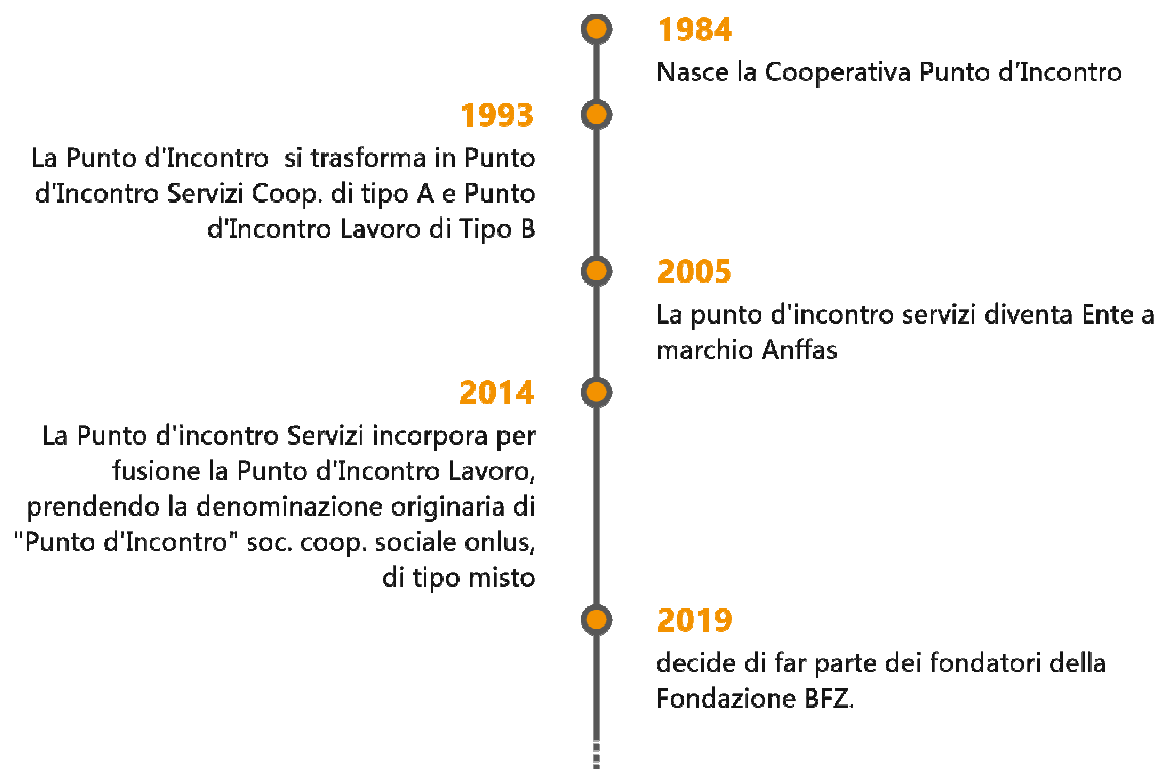 1984
Nasce la Cooperativa Punto d'Incontro
1993
La Punto d'Incontro  si trasforma in Punto
d'Incontro Servizi Coop. di tipo A e Punto
d'Incontro Lavoro di Tipo B
2005
La punto d'incontro servizi diventa Ente a
marchio Anffas
2014
La Punto d'incontro Servizi incorpora per
fusione la Punto d'Incontro Lavoro,
prendendo la denominazione originaria di
"Punto d'Incontro" soc. coop. sociale onlus,
di tipo misto
2019
decide di far parte dei fondatori della
Fondazione BFZ.